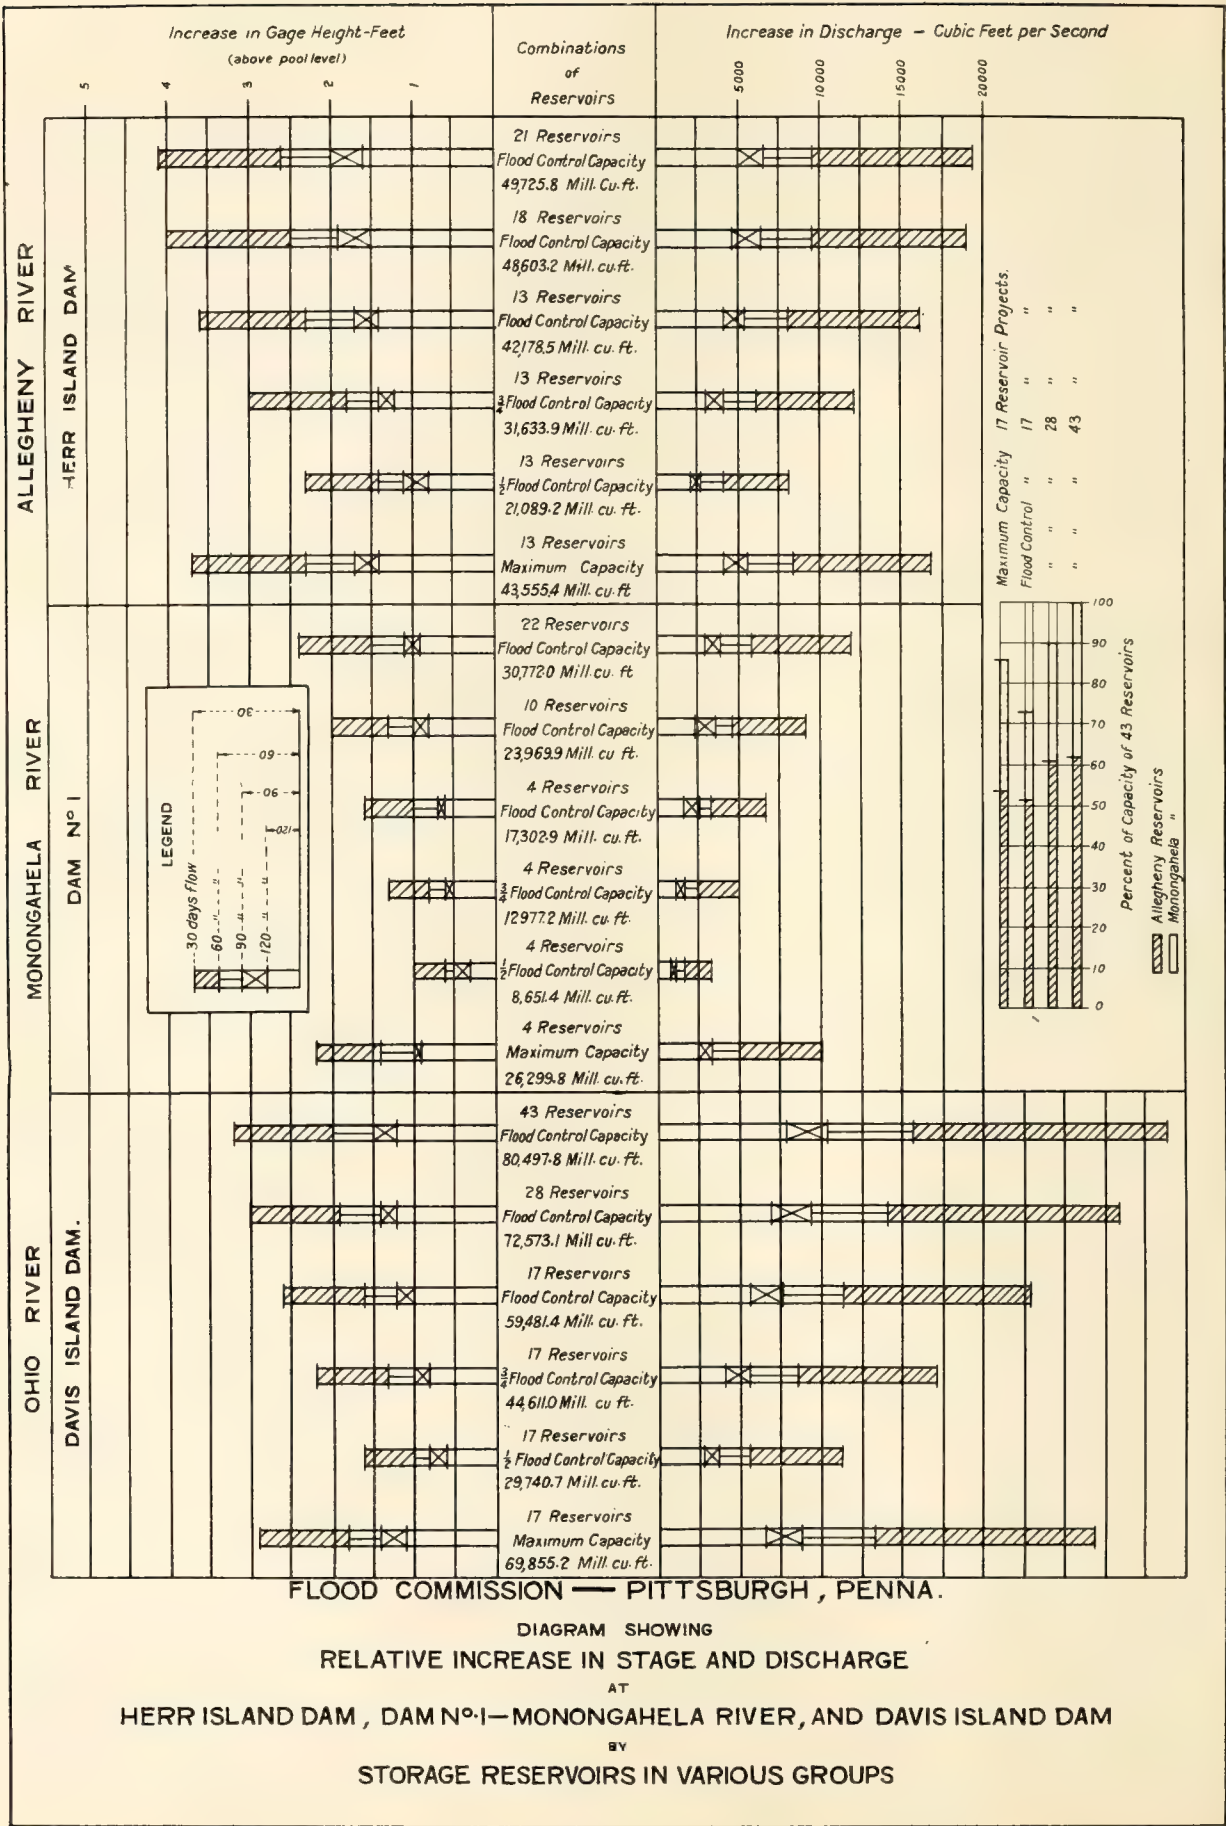 Increase in Gage Height-Feet
(above pool level)
Combinations
of
Reservoirs
Increase in Discharge – Cubic Feet per Second
5
4
3
2
1
5000
10000
15000
20000
ALLEGHENY RIVER
HERR ISLAND DAM
21 Reservoirs
Flood Control Capacity
49,725.8 Mill. Cu. ft.
18 Reservoirs
Flood Control Capacity
48,603.2 Mill. cu. ft.
13 Reservoirs
Flood Control Capacity
42,178.5 Mill. cu. ft.
13 Reservoirs
¾ Flood Control Capacity
31,633.9 Mill. cu. ft.
13 Reservoirs
½ Flood Control Capacity
21,089.2 Mill. cu. ft.
13 Reservoirs
Maximum Capacity
43,555.4 Mill. cu. ft
MONONGAHELA RIVER
DAM Nº 1
22 Reservoirs
Flood Control Capacity
30,772.0 Mill. cu. ft
10 Reservoirs
Flood Control Capacity
23,969.9 Mill. cu. ft.
4 Reservoirs
Flood Control Capacity
17,302.9 Mill. cu. ft.
4 Reservoirs
¾ Flood Control Capacity
12977.2 Mill. cu. ft.
4 Reservoirs
½ Flood Control Capacity
8,651.4 Mill. cu. ft.
4 Reservoirs
Maximum Capacity
26,299.8 Mill. cu. ft.
LEGEND
30 days flow
60 " "
90 " "
120 " "
30
60
90
120
Maximum Capacity 17 Reservoir Projects.
Flood Control " 17 " "
" " " 28 " "
" " " 43 " "
100
90
80
70
60
50
40
30
20
10
0
Percent of Capacity of 43 Reservoirs
Allegheny Reservoirs
Monongahela "
OHIO RIVER
DAVIS ISLAND DAM.
43 Reservoirs
Flood Control Capacity
80,497.8 Mill. cu. ft.
28 Reservoirs
Flood Control Capacity
72,573.1 Mill cu. ft.
17 Reservoirs
Flood Control Capacity
59,481.4 Mill. cu. ft.
17 Reservoirs
¾ Flood Control Capacity
44,611.0 Mill. cu ft.
17 Reservoirs
½ Flood Control Capacity
29,740.7 Mill. cu. ft.
17 Reservoirs
Maximum Capacity
69,855.2 Mill. cu. ft.
FLOOD COMMISSION — PITTSBURGH, PENNA.
DIAGRAM SHOWING
RELATIVE INCREASE IN STAGE AND DISCHARGE
AT
HERR ISLAND DAM, DAM Nº.1–MONONGAHELA RIVER, AND DAVIS ISLAND DAM
BY
STORAGE RESERVOIRS IN VARIOUS GROUPS